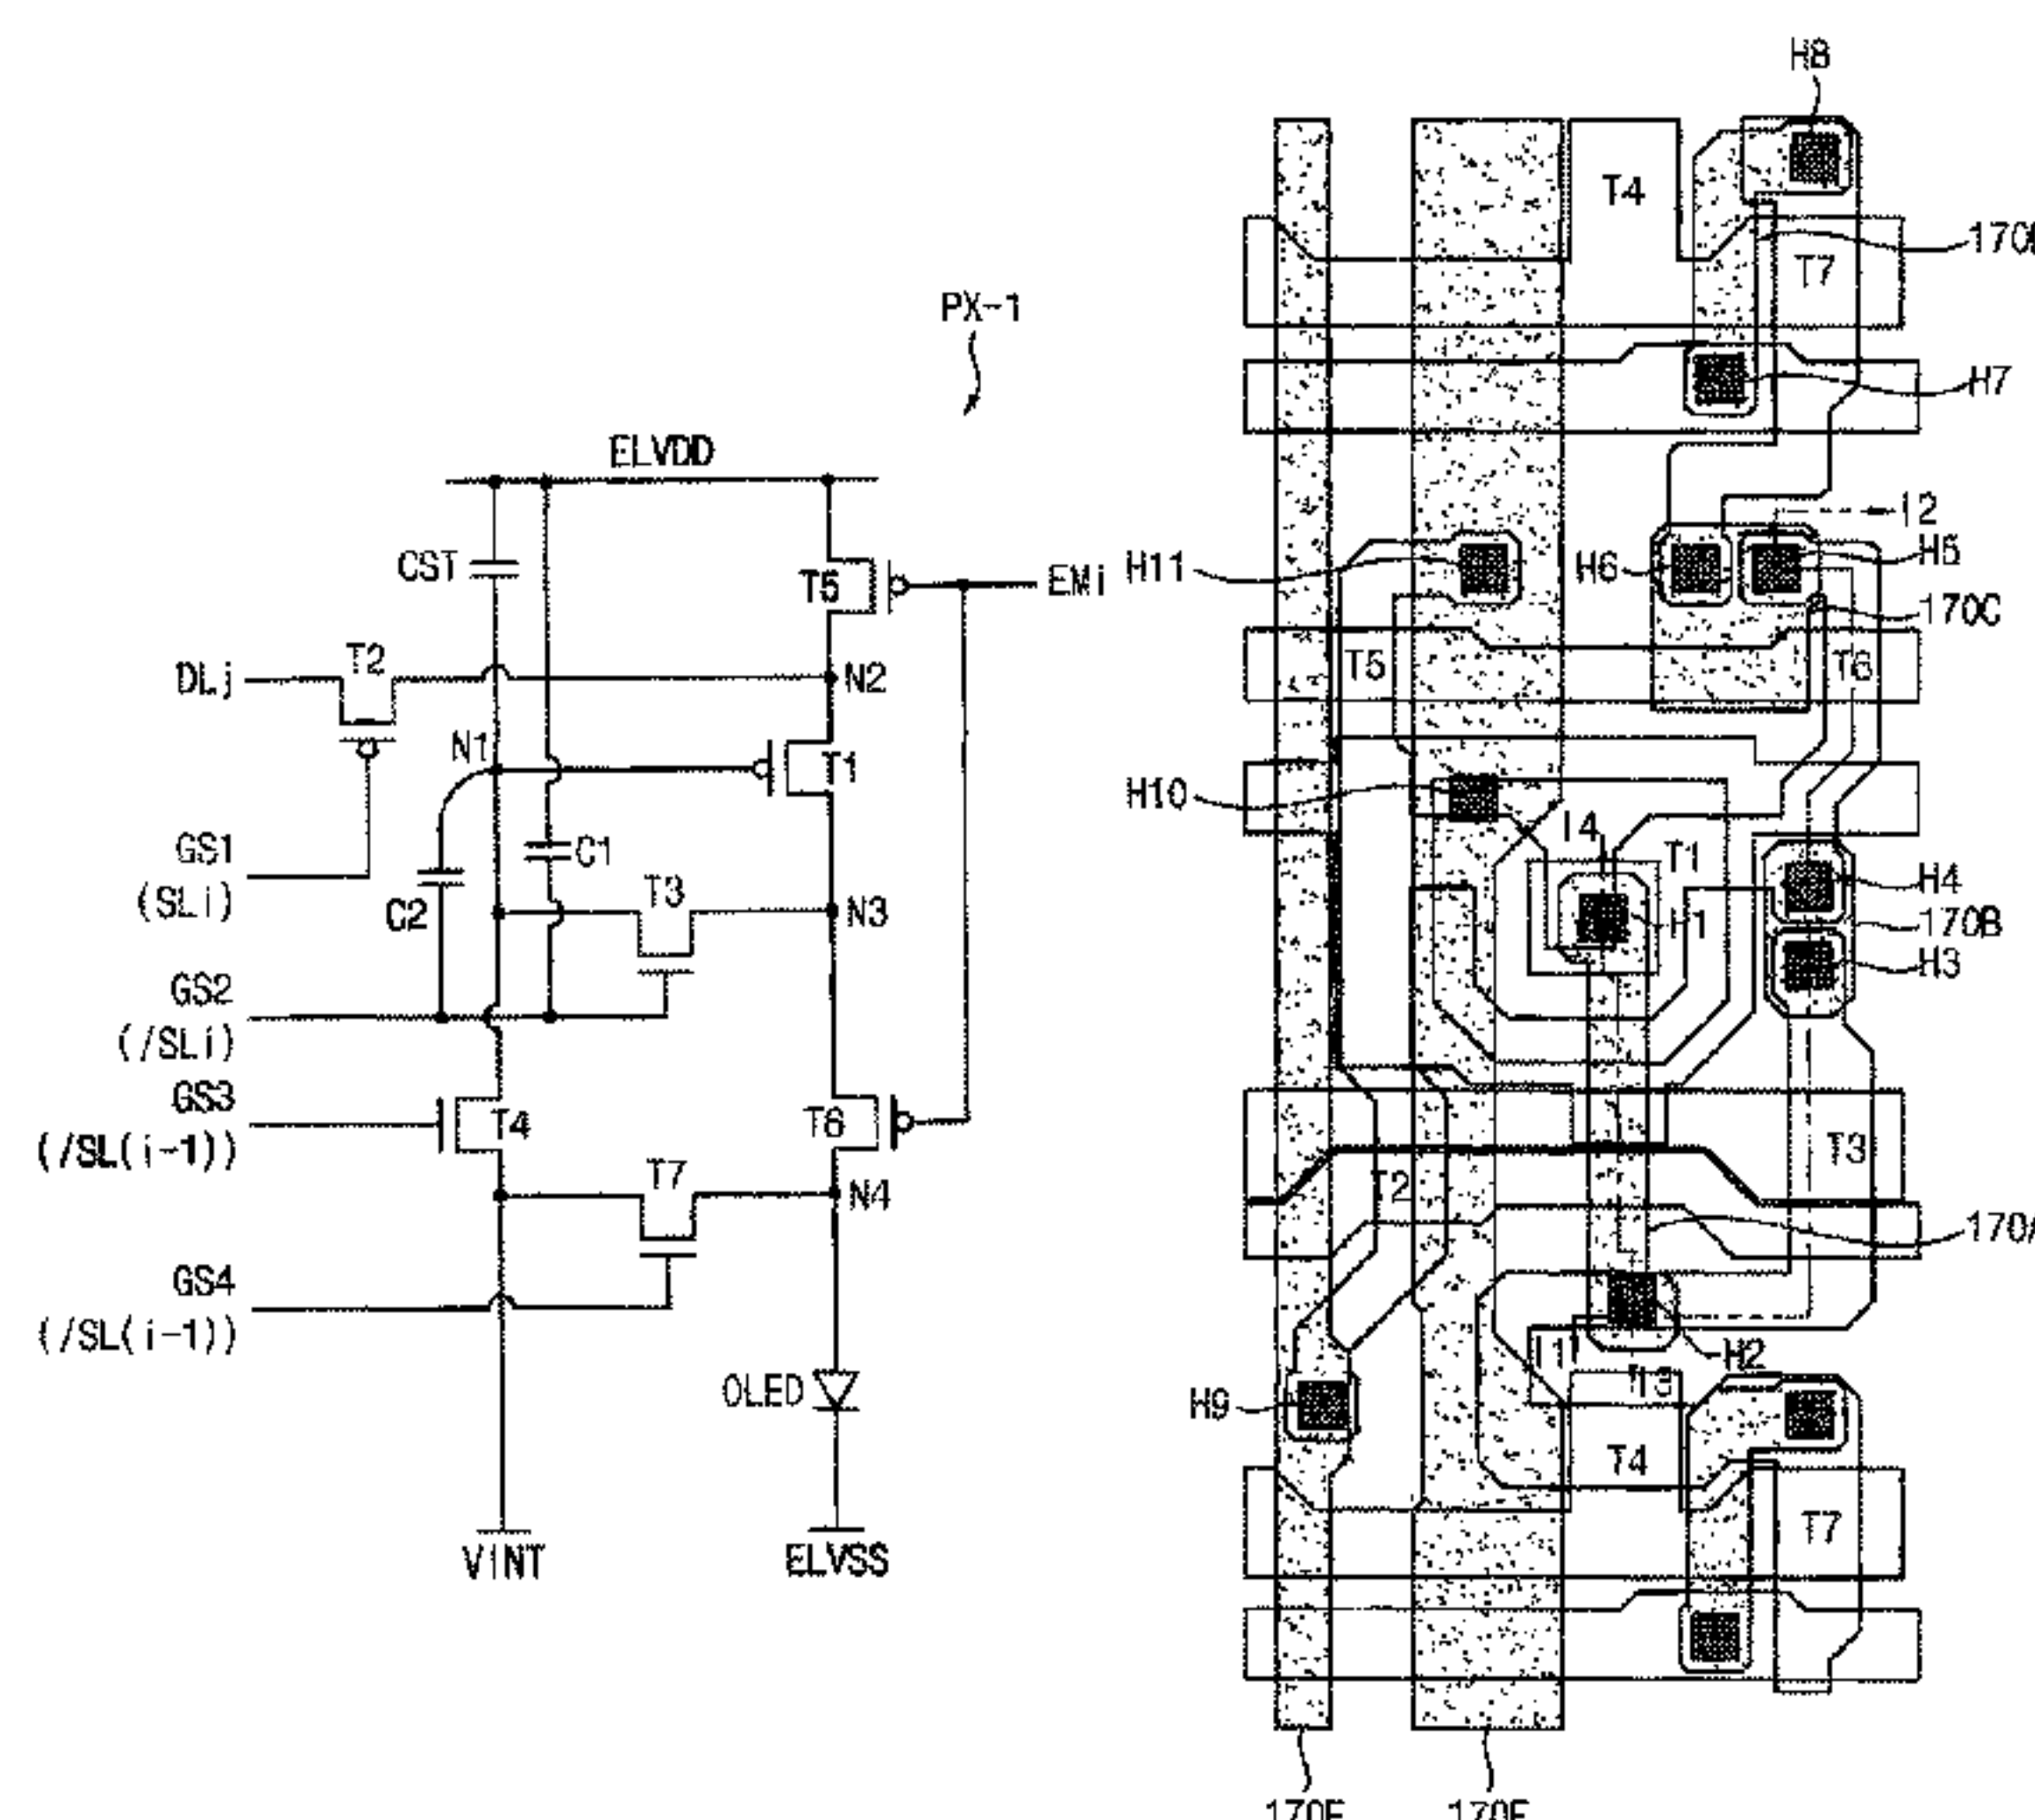 PX-1
ELVDD
CST
T5
EMi
DLj
T2
N2
N1
T1
GS1
(SLi)
C2
C1
T3
N3
GS2
(/SLi)
GS3
(/SL(i-1))
T4
T6
T7
N4
GS4
(/SL(i-1))
OLED
VINT
ELVSS
H8
T4
T7
H7
I2
H11
H6
H5
170C
T5
T6
H10
I4
T1
H1
H4
170B
H3
T3
T2
170A
I1
H2
I3
H9
T4
T7